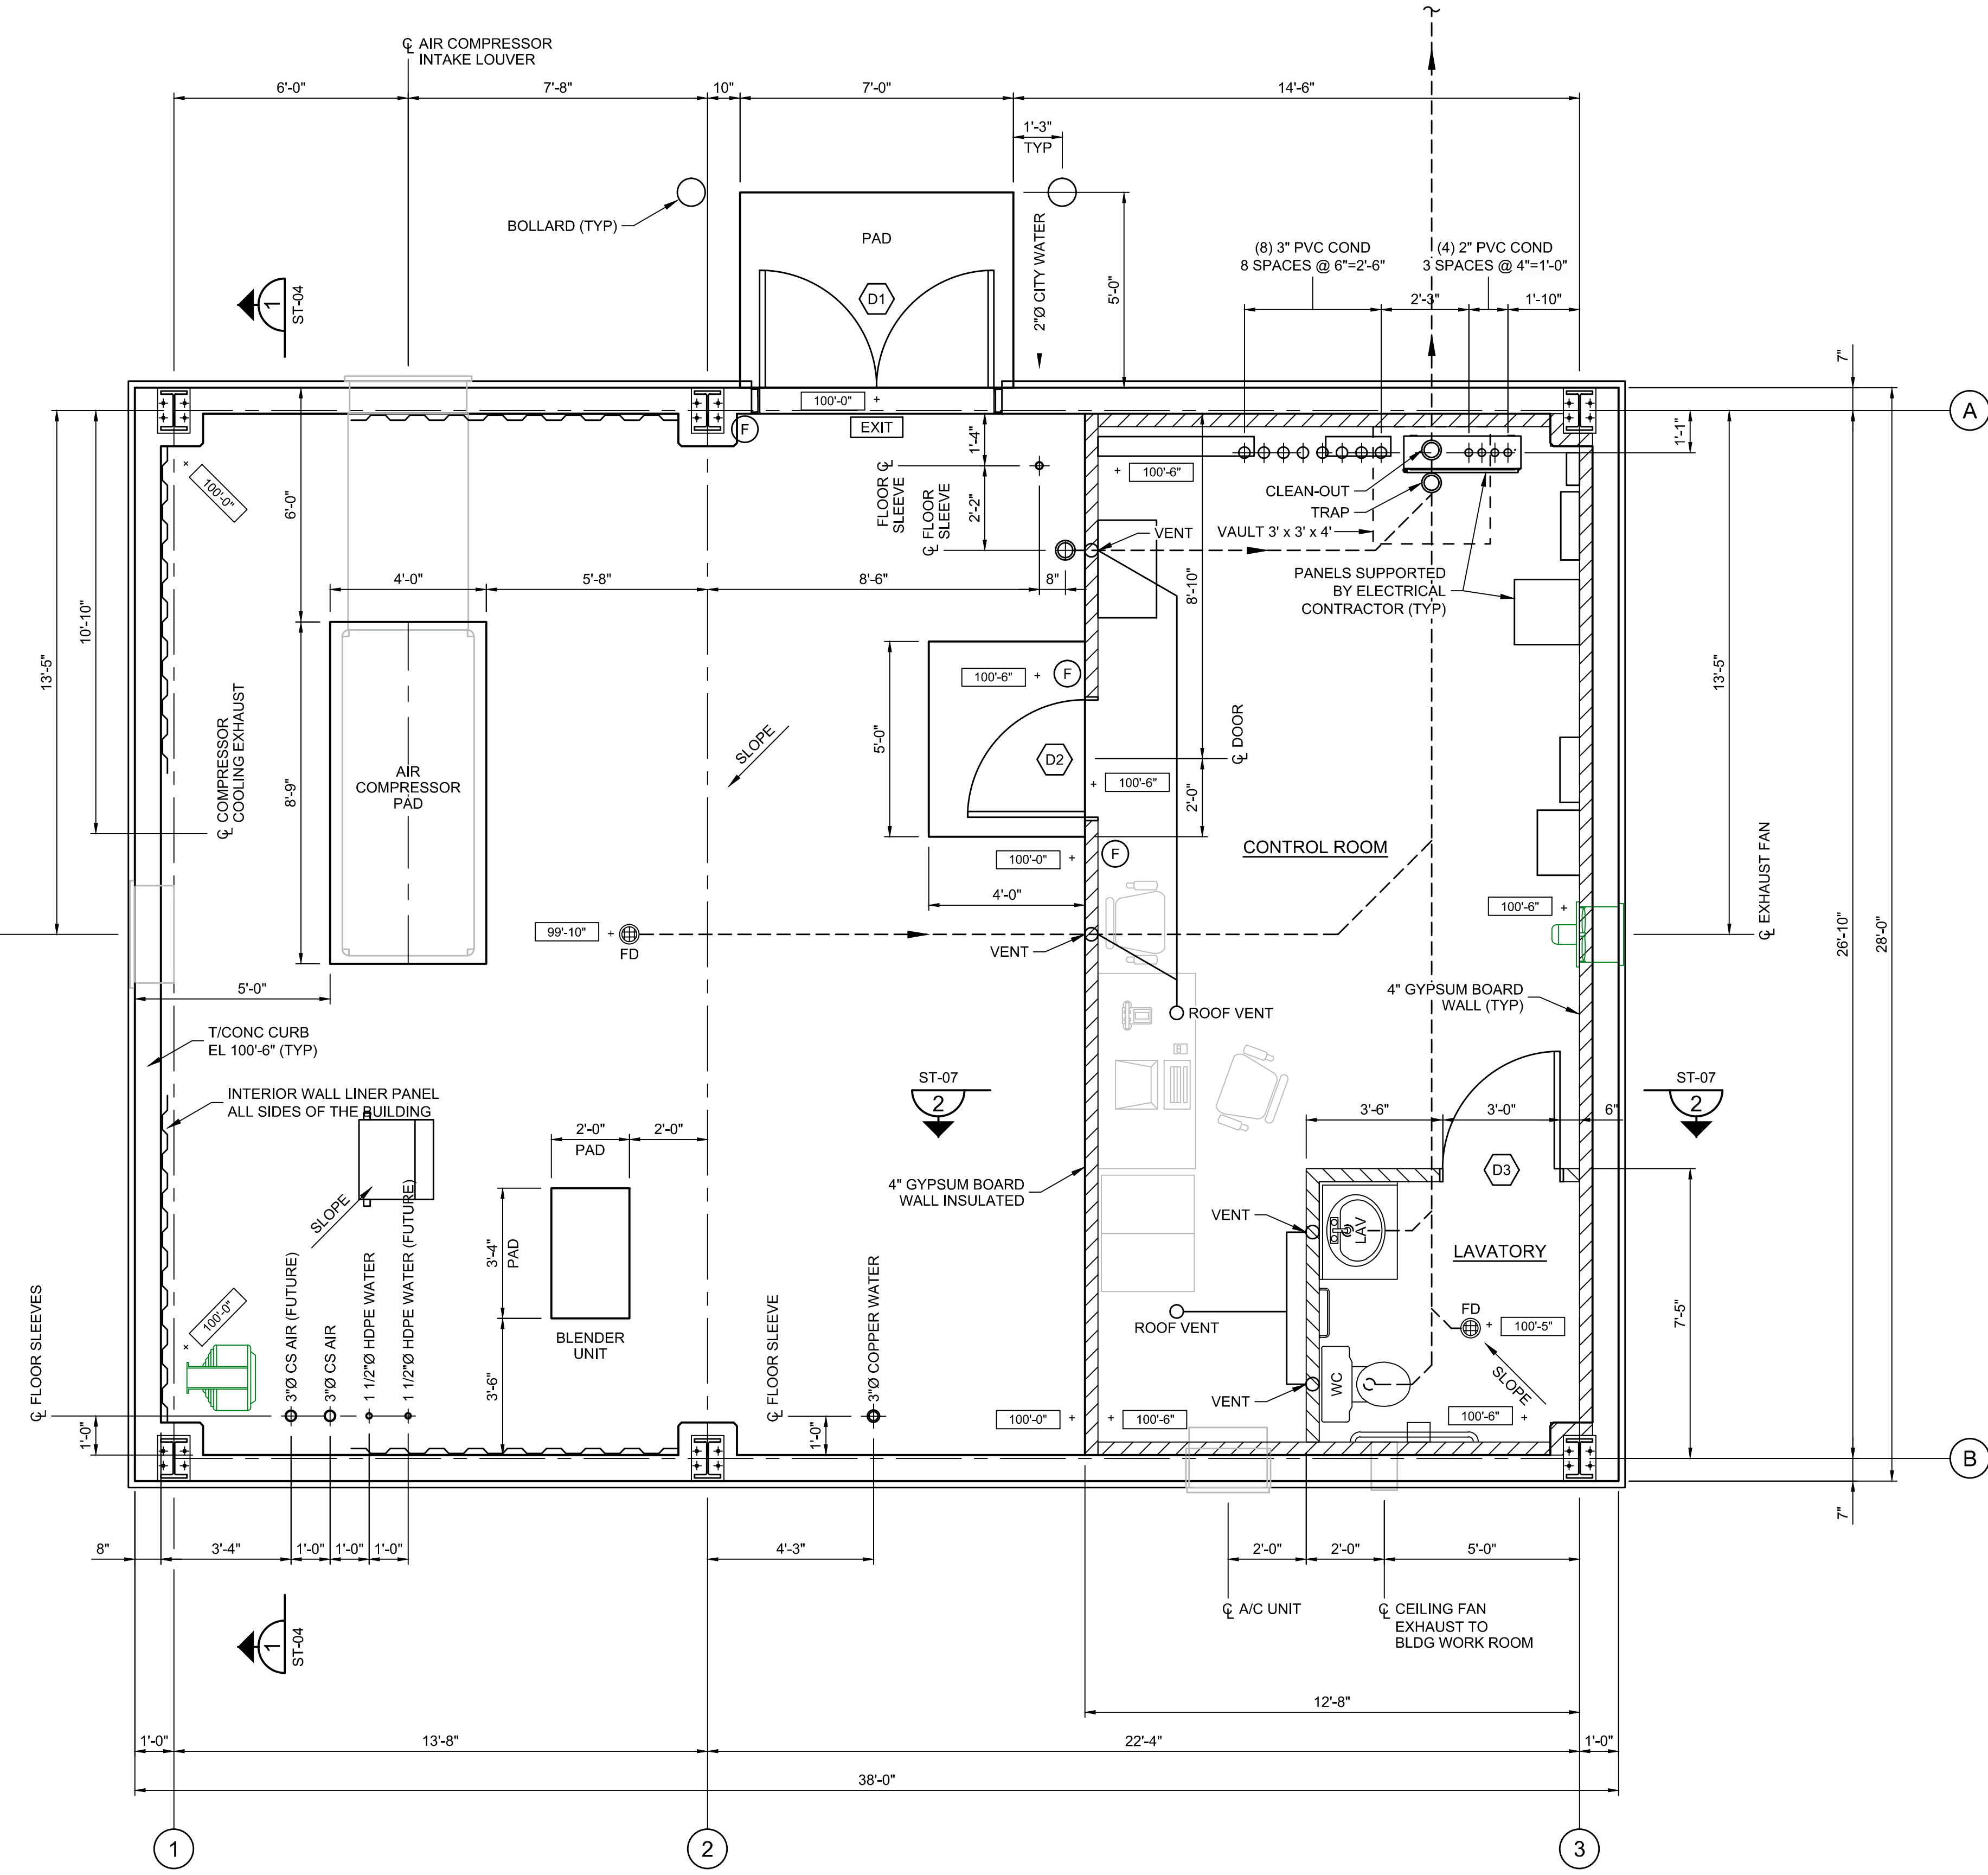 ℄ AIR COMPRESSOR
INTAKE LOUVER
6'-0"
7'-8"
10"
7'-0"
14'-6"
1'-3"
TYP
BOLLARD (TYP)
PAD
2"Ø CITY WATER
5'-0"
(8) 3" PVC COND
8 SPACES @ 6"=2'-6"
(4) 2" PVC COND
3 SPACES @ 4"=1'-0"
2'-3"
1'-10"
1
ST-04
D1
7"
A
100'-0"
EXIT
F
1'-4"
2'-2"
FLOOR ℄
SLEEVE
℄ FLOOR
SLEEVE
100'-6"
CLEAN-OUT
TRAP
VAULT 3' x 3' x 4'
VENT
1'-1"
100'-0"
6'-0"
4'-0"
5'-8"
8'-6"
8"
8'-10"
PANELS SUPPORTED
BY ELECTRICAL
CONTRACTOR (TYP)
13'-5"
10'-10"
13'-5"
100'-6"
F
℄ COMPRESSOR
COOLING EXHAUST
SLOPE
5'-0"
D2
℄ DOOR
100'-6"
2'-0"
8'-9"
AIR
COMPRESSOR
PAD
CONTROL ROOM
100'-0"
F
4'-0"
℄ EXHAUST FAN
100'-6"
26'-10"
28'-0"
99'-10"
FD
VENT
5'-0"
4" GYPSUM BOARD
WALL (TYP)
ROOF VENT
T/CONC CURB
EL 100'-6" (TYP)
INTERIOR WALL LINER PANEL
ALL SIDES OF THE BUILDING
ST-07
2
ST-07
2
3'-6"
3'-0"
6"
2'-0"
PAD
2'-0"
D3
4" GYPSUM BOARD
WALL INSULATED
SLOPE
VENT
LAV
LAVATORY
3'-4"
PAD
7'-5"
℄ FLOOR SLEEVES
100'-0"
3"Ø CS AIR (FUTURE)
3"Ø CS AIR
1 1/2"Ø HDPE WATER
1 1/2"Ø HDPE WATER (FUTURE)
BLENDER
UNIT
℄ FLOOR SLEEVE
3"Ø COPPER WATER
ROOF VENT
FD
100'-5"
3'-6"
WC
SLOPE
VENT
1'-0"
1'-0"
100'-0"
100'-6"
100'-6"
B
7"
8"
3'-4"
1'-0"
1'-0"
1'-0"
4'-3"
2'-0"
2'-0"
5'-0"
℄ A/C UNIT
℄ CEILING FAN
EXHAUST TO
BLDG WORK ROOM
1
ST-04
12'-8"
1'-0"
13'-8"
22'-4"
1'-0"
38'-0"
1
2
3